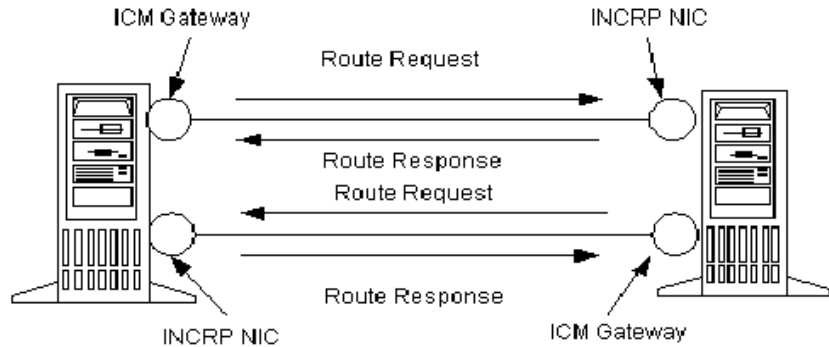 ICM Gateway
INCRP NIC
Route Request
Route Response
Route Request
Route Response
INCRP NIC
ICM Gateway